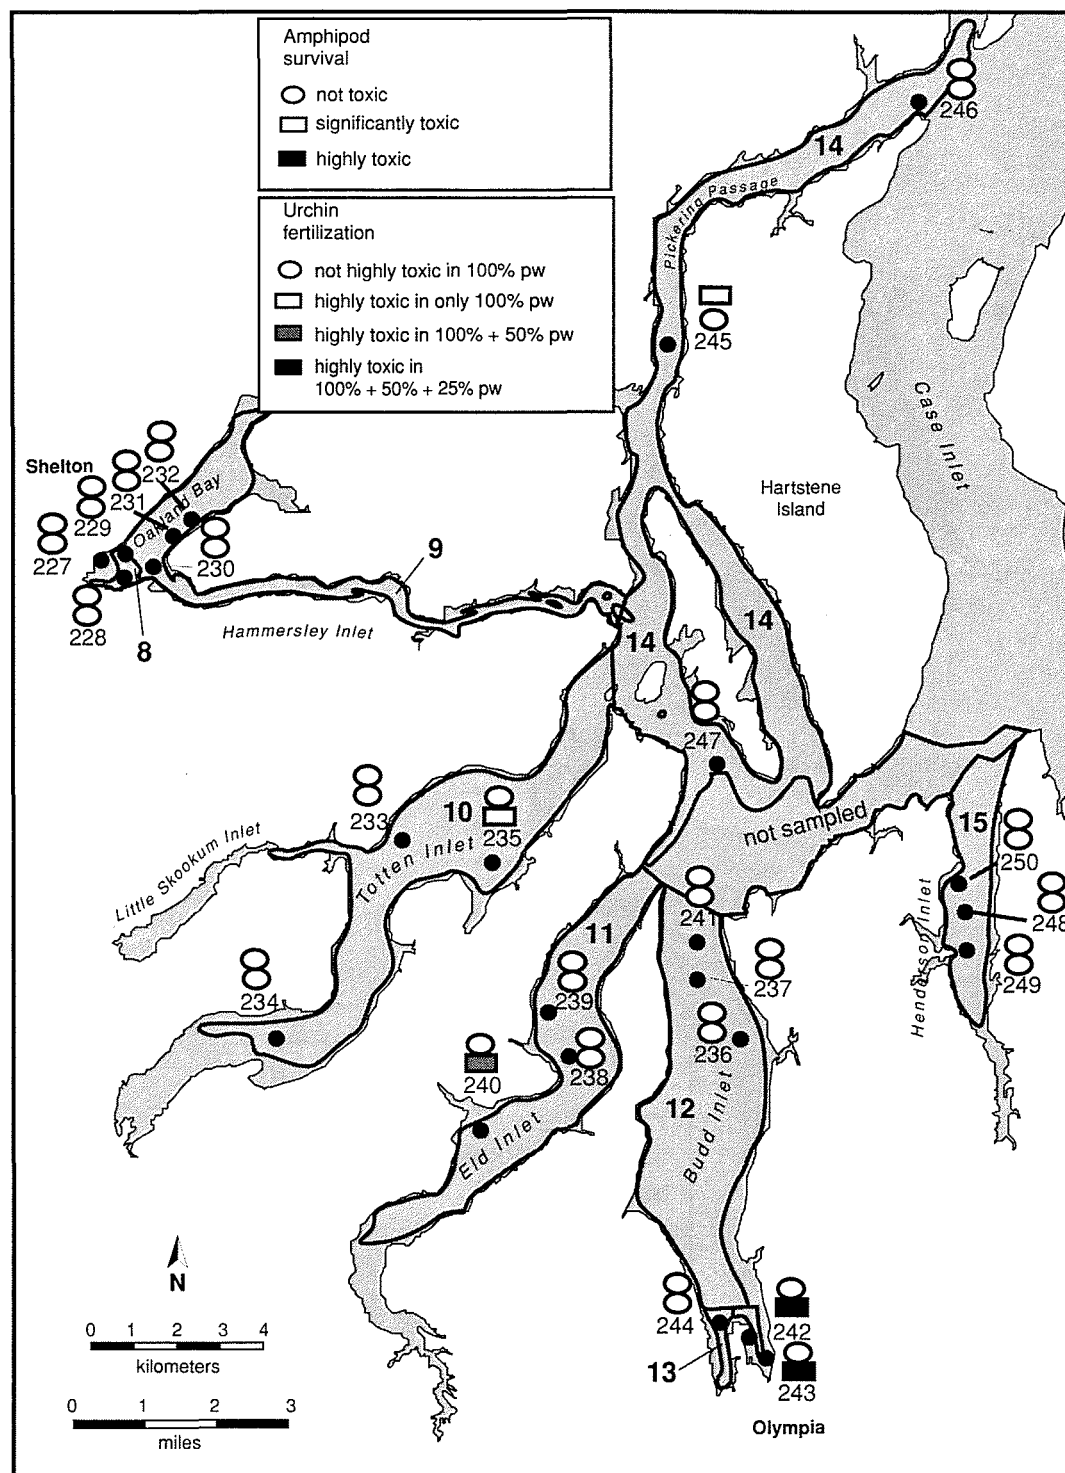 Amphipod
survival
not toxic
significantly toxic
highly toxic
Urchin
fertilization
not highly toxic in 100% pw
highly toxic in only 100% pw
highly toxic in 100% + 50% pw
highly toxic in
100% + 50% + 25% pw
246
14
Pickering Passage
245
Case Inlet
Shelton
232
231
229
227
Oakland Bay
230
228
8
9
Hammersley Inlet
Hartstene
Island
14
14
247
233
10
235
Totten Inlet
Little Skookum Inlet
234
not sampled
15
250
248
249
Henderson Inlet
241
237
236
11
239
238
240
Eld Inlet
12
Budd Inlet
N
0 1 2 3 4
kilometers
0 1 2 3
miles
244
242
13
243
Olympia